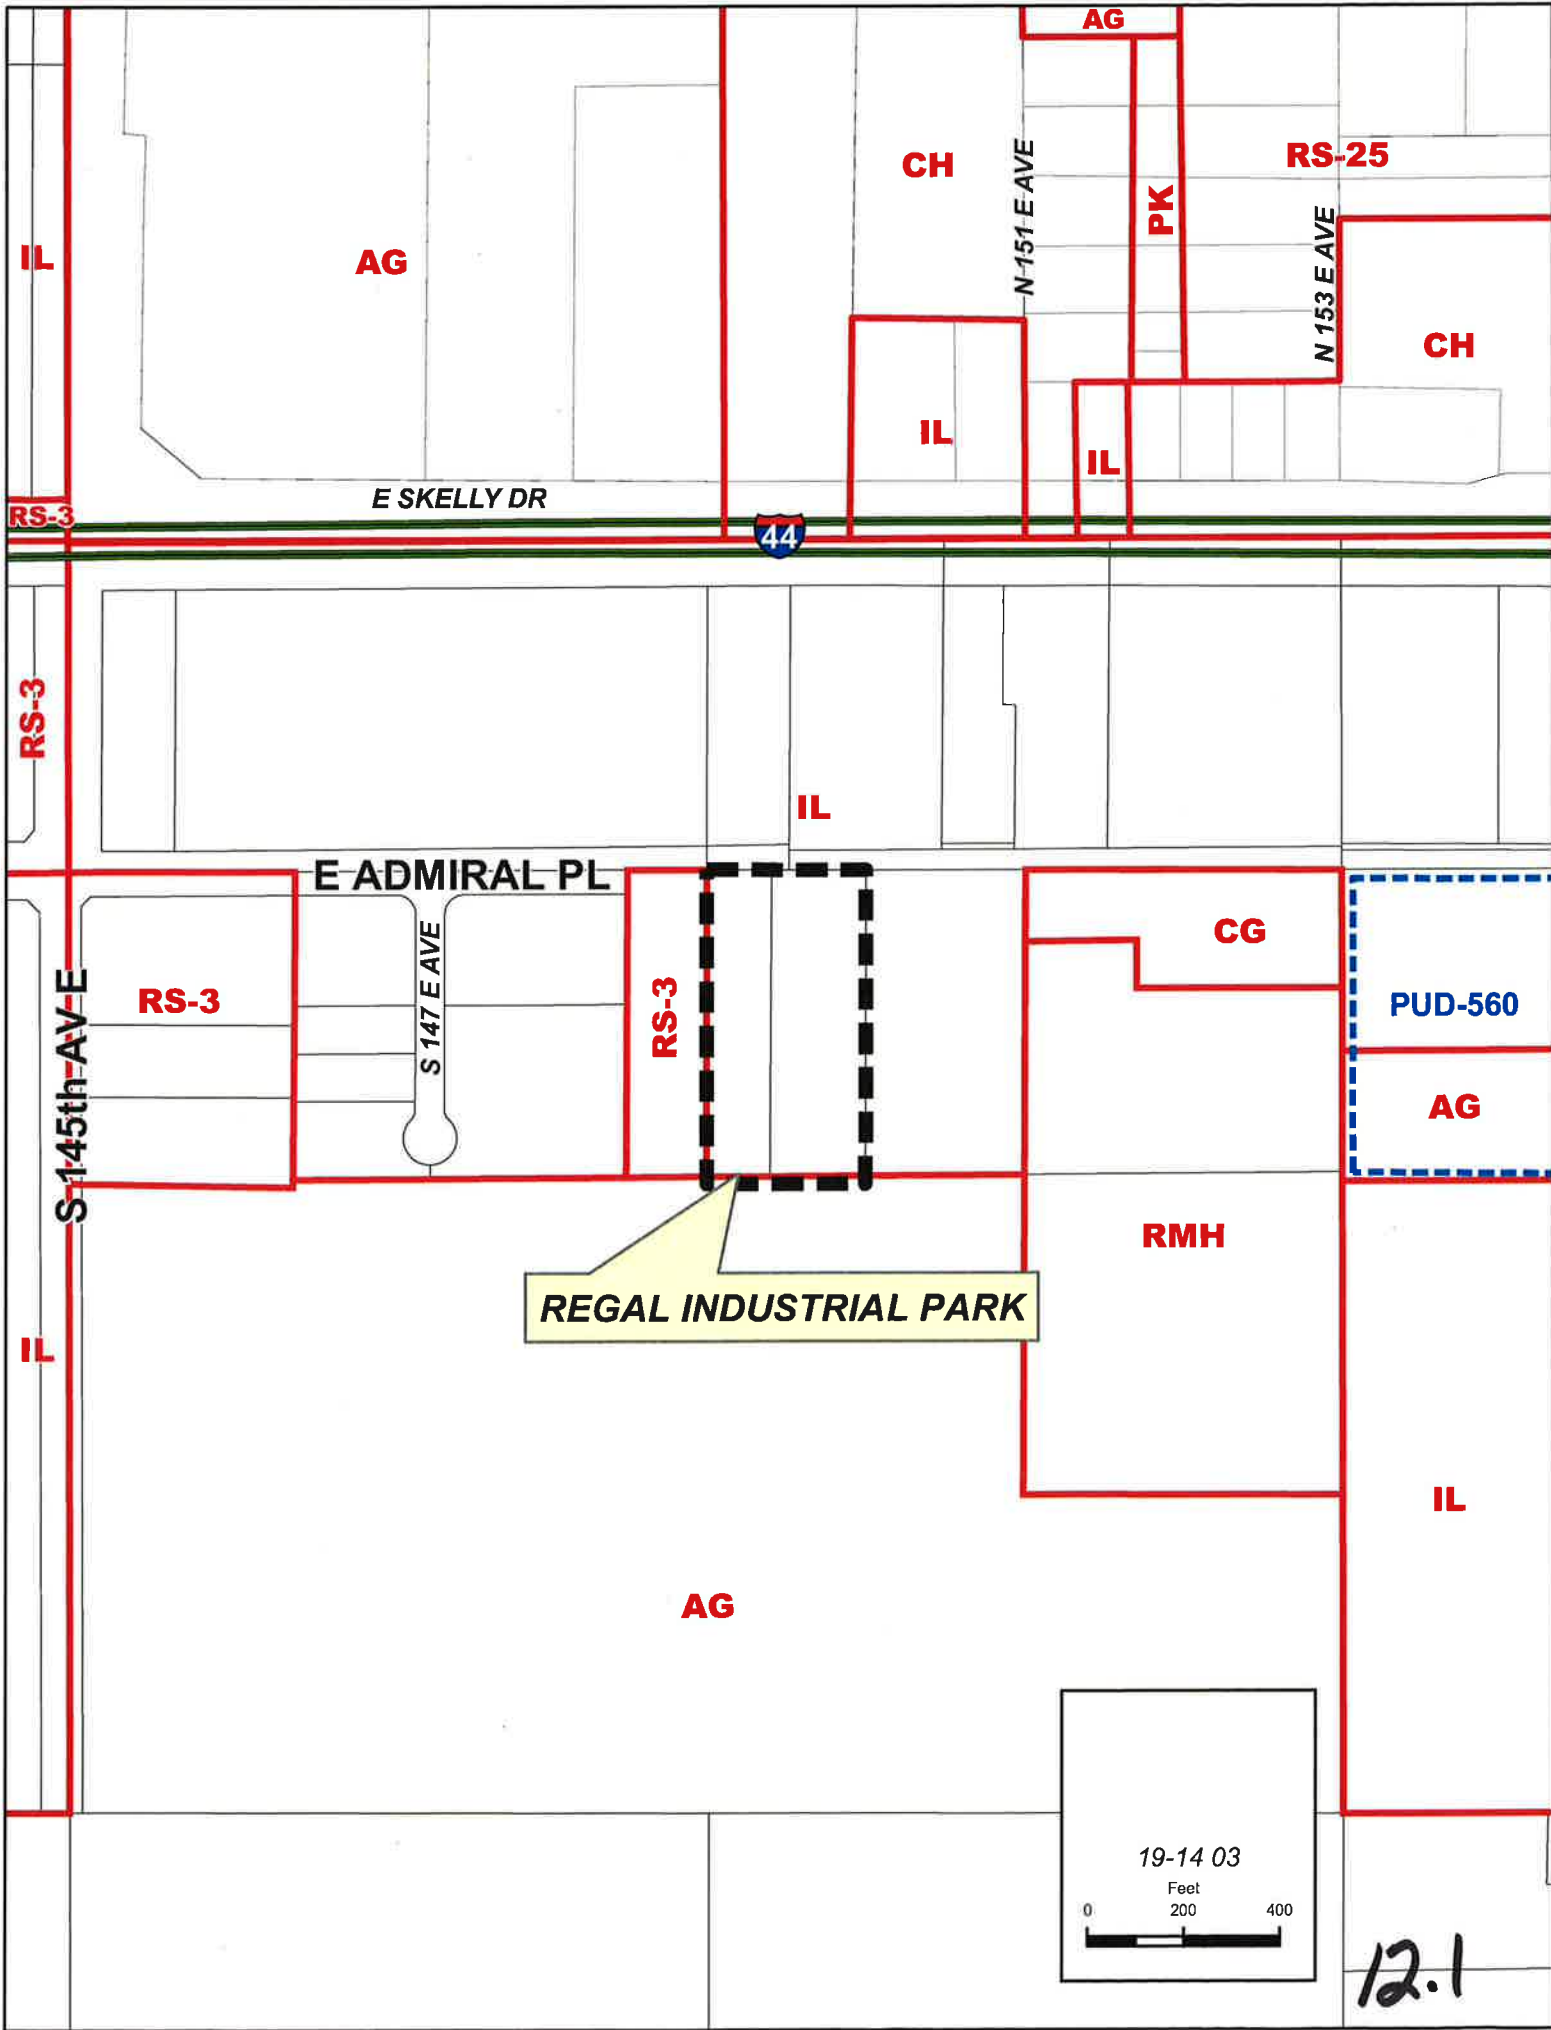 AG
CH
RS-25
N 151 E AVE
PK
IL
AG
N 153 E AVE
CH
IL
IL
E SKELLY DR
RS-3
44
RS-3
IL
E ADMIRAL PL
CG
S 147 E AVE
RS-3
RS-3
PUD-560
S 145th AV E
AG
RMH
REGAL INDUSTRIAL PARK
IL
IL
AG
19-14 03
Feet
0 200 400
12.1